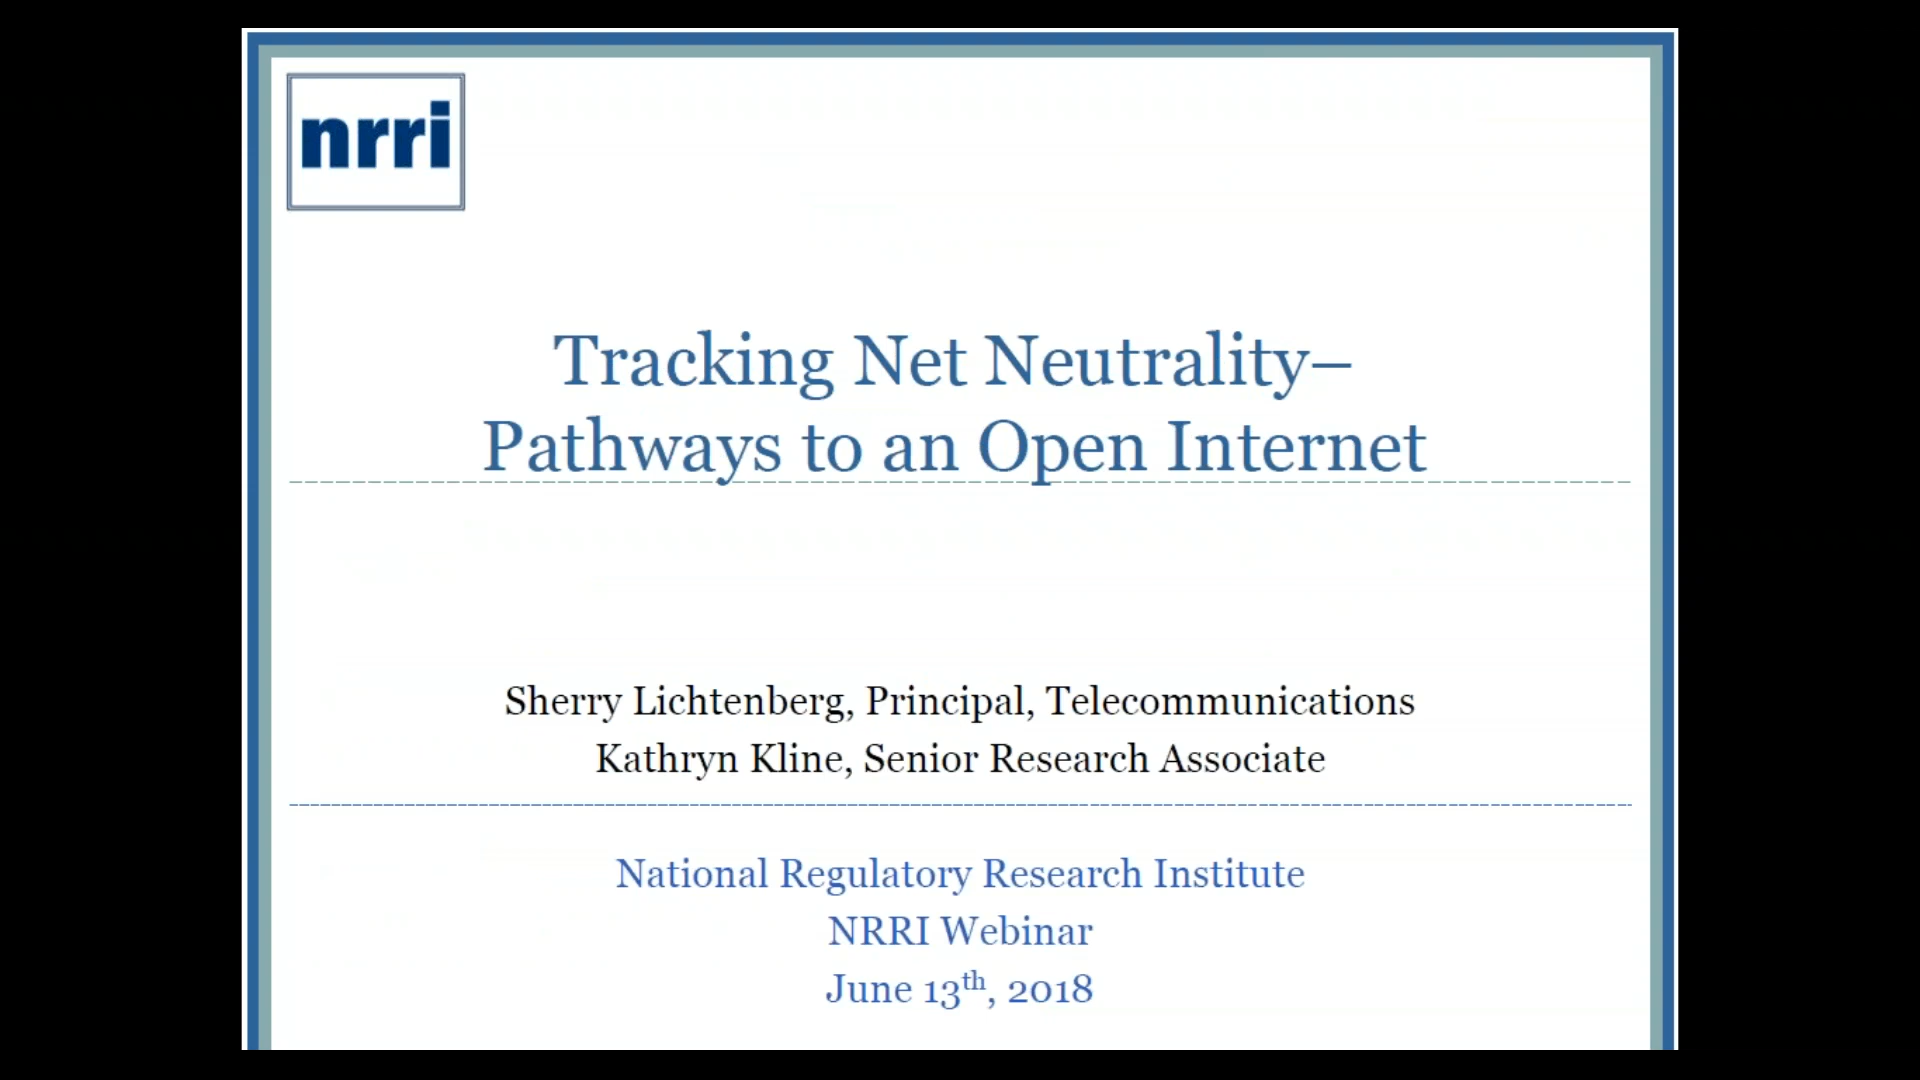 nrri
Tracking Net Neutrality–
Pathways to an Open Internet
Sherry Lichtenberg, Principal, Telecommunications
Kathryn Kline, Senior Research Associate
National Regulatory Research Institute
NRRI Webinar
June 13th, 2018